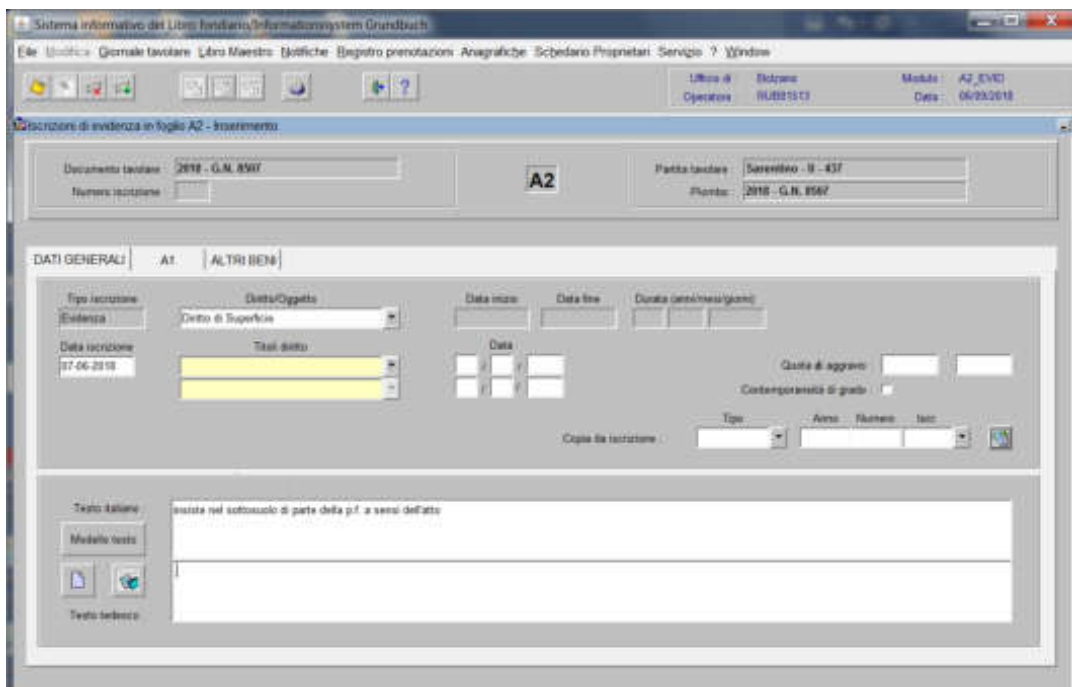 Sistema informativo del Libro fondiario/Informationsystem Grundbuch
File Modifica Giornale tavolare Libro Maestro Notifiche Registro prenotazioni Anagrafiche Schedario Proprietari Servizio ? Window
Ufficio di Bolzano Modulo : A2_EVID
Operatore Data : 06/09/2018
Iscrizioni di evidenza in foglio A2 - Inserimento
Documento tavolare 2018 - G.N. 8507 A2 Partita tavolare Sarentino - II - 437
Numero iscrizione Piombo: 2018 - G.N. 8507
DATI GENERALI A1 ALTRI BENI
Tipo iscrizione Diritto/Oggetto Data inizio Data fine Durata (anni/mesi/giorni)
Evidenza Diritto di Superficie
Data iscrizione Titoli diritto Data
07-06-2018 / / Quota di aggravio
/ / Contemporaneità di grado
Tipo Anno Numero Iscr.
Copia da iscrizione
Testo italiano insiste nel sottosuolo di parte della p.f. a sensi dell'atto
Modello testo
Testo tedesco